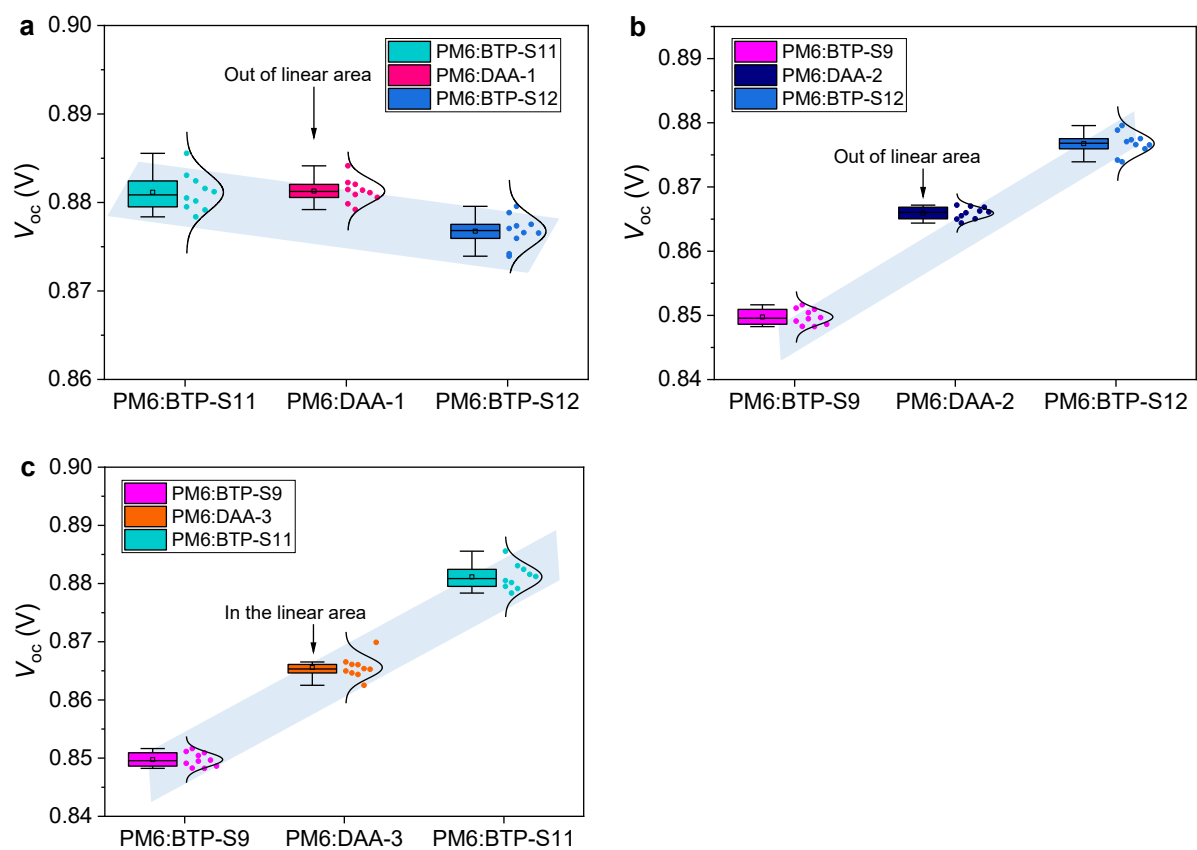 a
0.90
0.89
0.88
0.87
0.86
Voc (V)
PM6:BTP-S11
PM6:DAA-1
PM6:BTP-S12
Out of linear area
PM6:BTP-S11
PM6:DAA-1
PM6:BTP-S12
b
0.89
0.88
0.87
0.86
0.85
0.84
Voc (V)
PM6:BTP-S9
PM6:DAA-2
PM6:BTP-S12
Out of linear area
PM6:BTP-S9
PM6:DAA-2
PM6:BTP-S12
c
0.90
0.89
0.88
0.87
0.86
0.85
0.84
Voc (V)
PM6:BTP-S9
PM6:DAA-3
PM6:BTP-S11
In the linear area
PM6:BTP-S9
PM6:DAA-3
PM6:BTP-S11